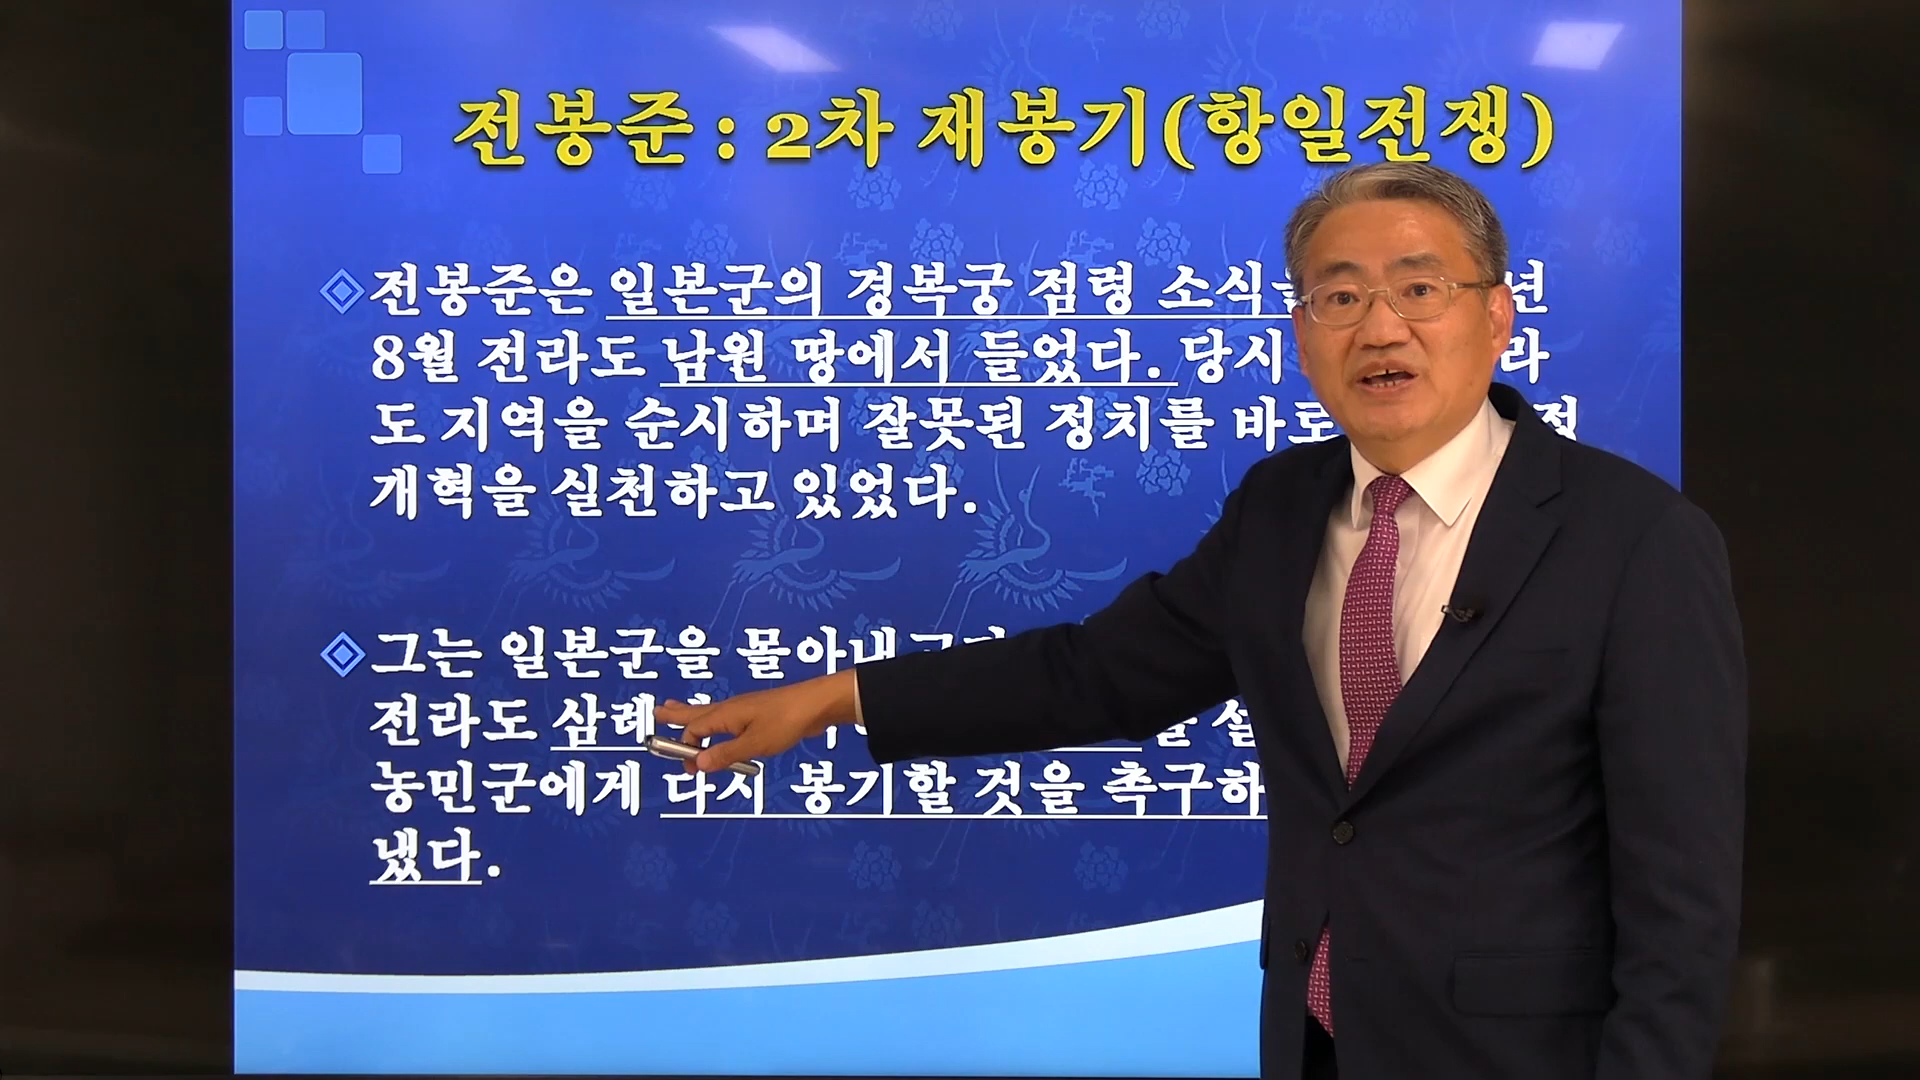 전봉준 : 2차 재봉기(항일전쟁)
전봉준은 일본군의 경복궁 점령 소식을 년
8월 전라도 남원 땅에서 들었다. 당시 라
도 지역을 순시하며 잘못된 정치를 바로
개혁을 실천하고 있었다.
그는 일본군을
전라도 삼례
농민군에게 다시 봉기할 것을 촉구하
냈다.